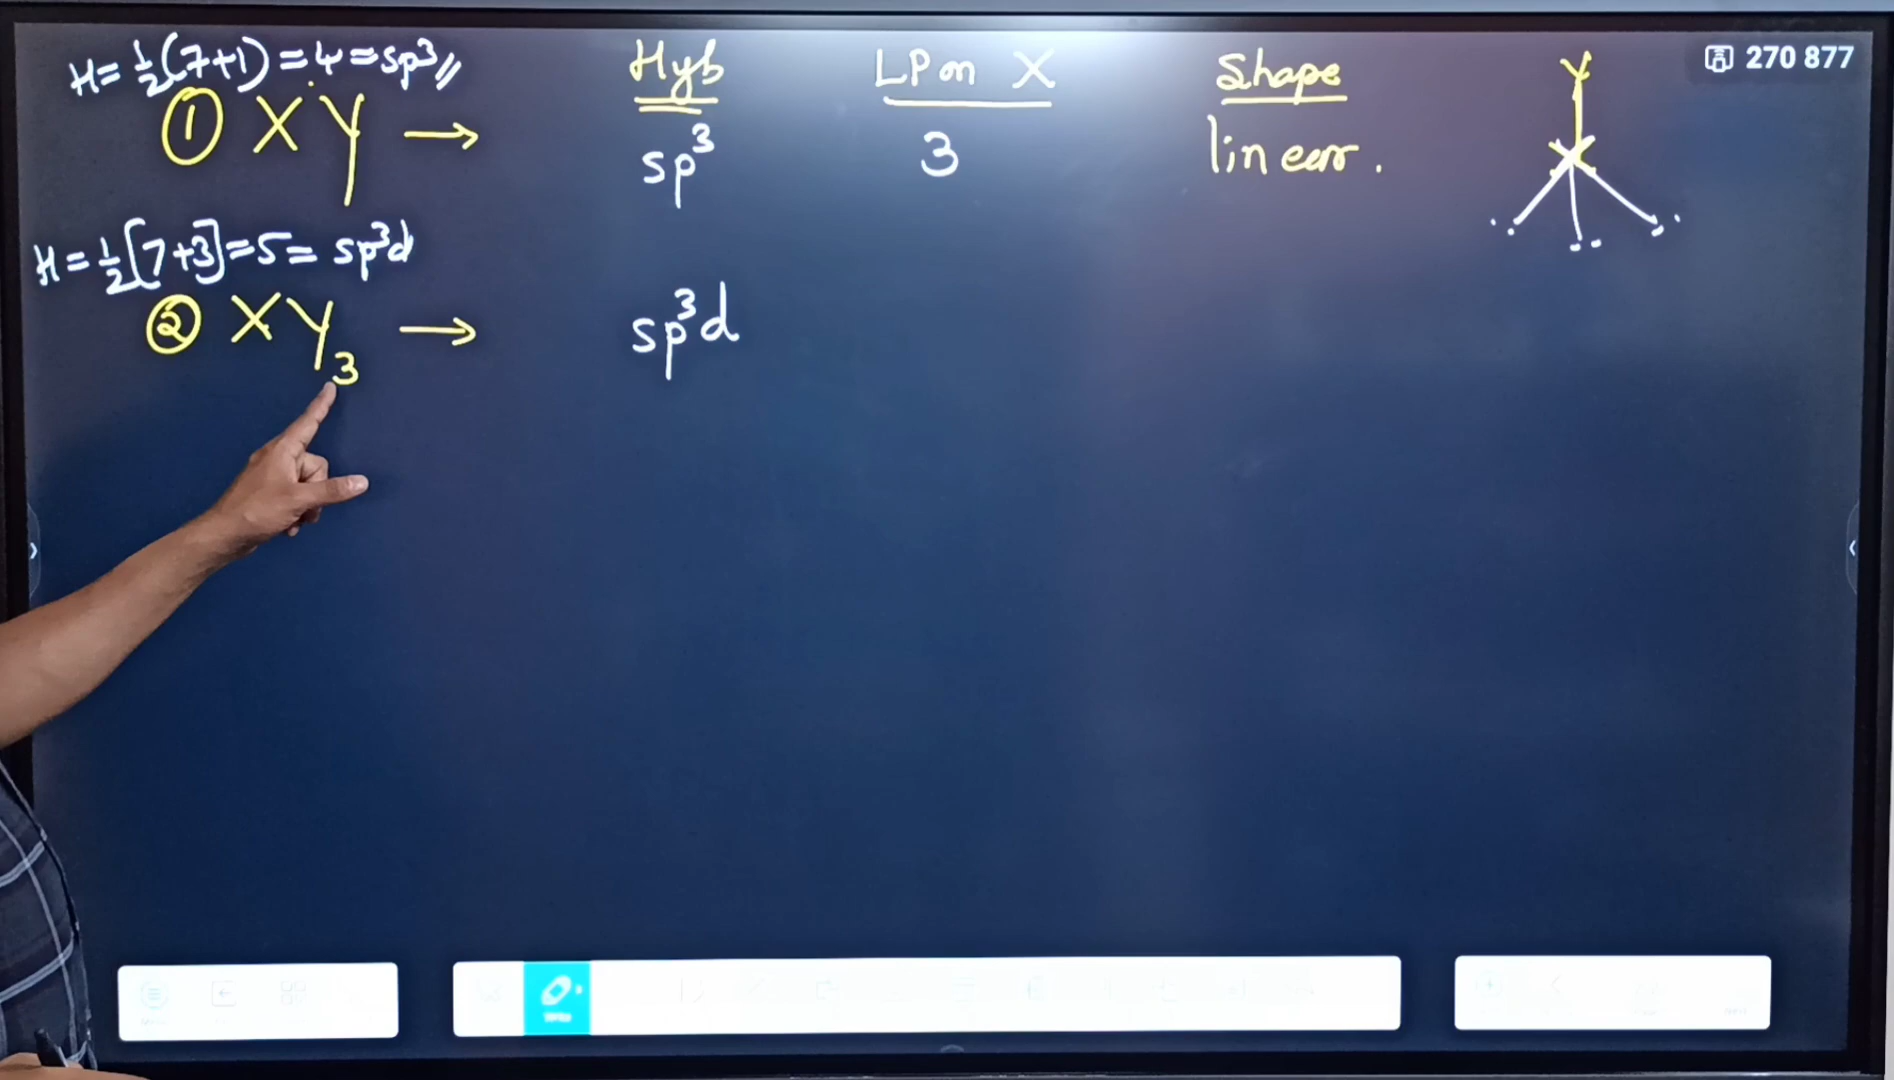 H=½(7+1)=4=sp³//
Hyb LP on X Shape Y 270 877
① XY → sp³ 3 linear. X
H=½[7+3]=5= sp³d
② XY₃ → sp³d